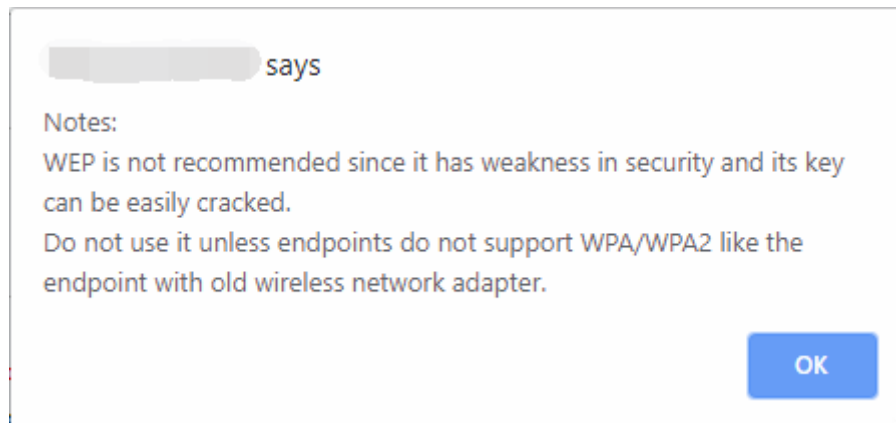 says
Notes:
WEP is not recommended since it has weakness in security and its key
can be easily cracked.
Do not use it unless endpoints do not support WPA/WPA2 like the
endpoint with old wireless network adapter.
OK